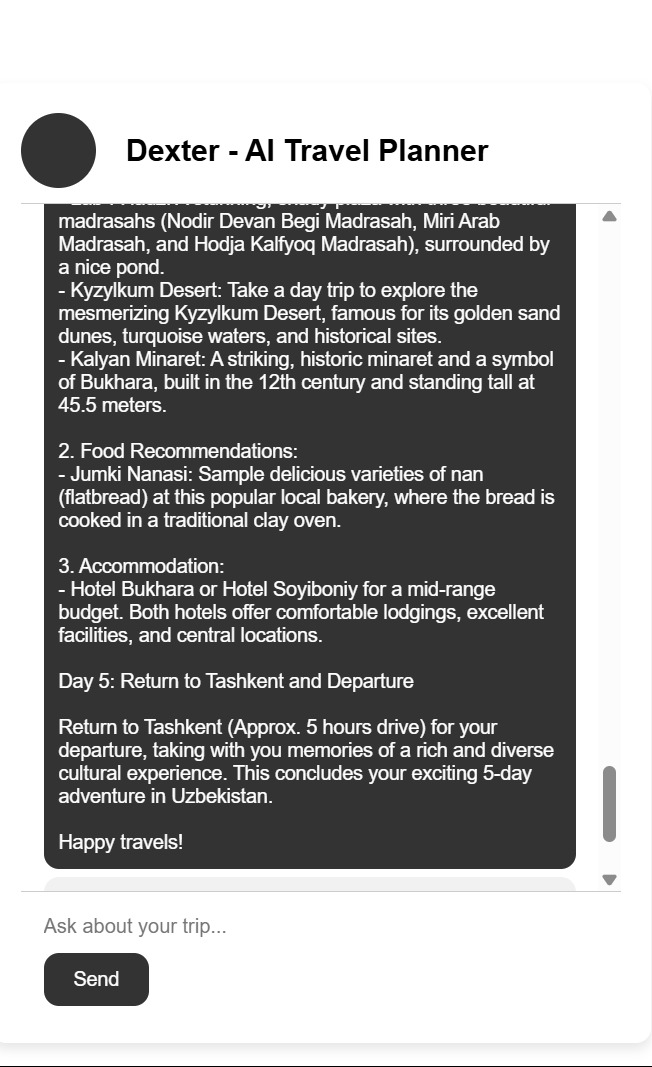 Dexter - AI Travel Planner
madrasahs (Nodir Devan Begi Madrasah, Miri Arab
Madrasah, and Hodja Kalfyoq Madrasah), surrounded by
a nice pond.
- Kyzylkum Desert: Take a day trip to explore the
mesmerizing Kyzylkum Desert, famous for its golden sand
dunes, turquoise waters, and historical sites.
- Kalyan Minaret: A striking, historic minaret and a symbol
of Bukhara, built in the 12th century and standing tall at
45.5 meters.
2. Food Recommendations:
- Jumki Nanasi: Sample delicious varieties of nan
(flatbread) at this popular local bakery, where the bread is
cooked in a traditional clay oven.
3. Accommodation:
- Hotel Bukhara or Hotel Soyiboniy for a mid-range
budget. Both hotels offer comfortable lodgings, excellent
facilities, and central locations.
Day 5: Return to Tashkent and Departure
Return to Tashkent (Approx. 5 hours drive) for your
departure, taking with you memories of a rich and diverse
cultural experience. This concludes your exciting 5-day
adventure in Uzbekistan.
Happy travels!
Ask about your trip...
Send